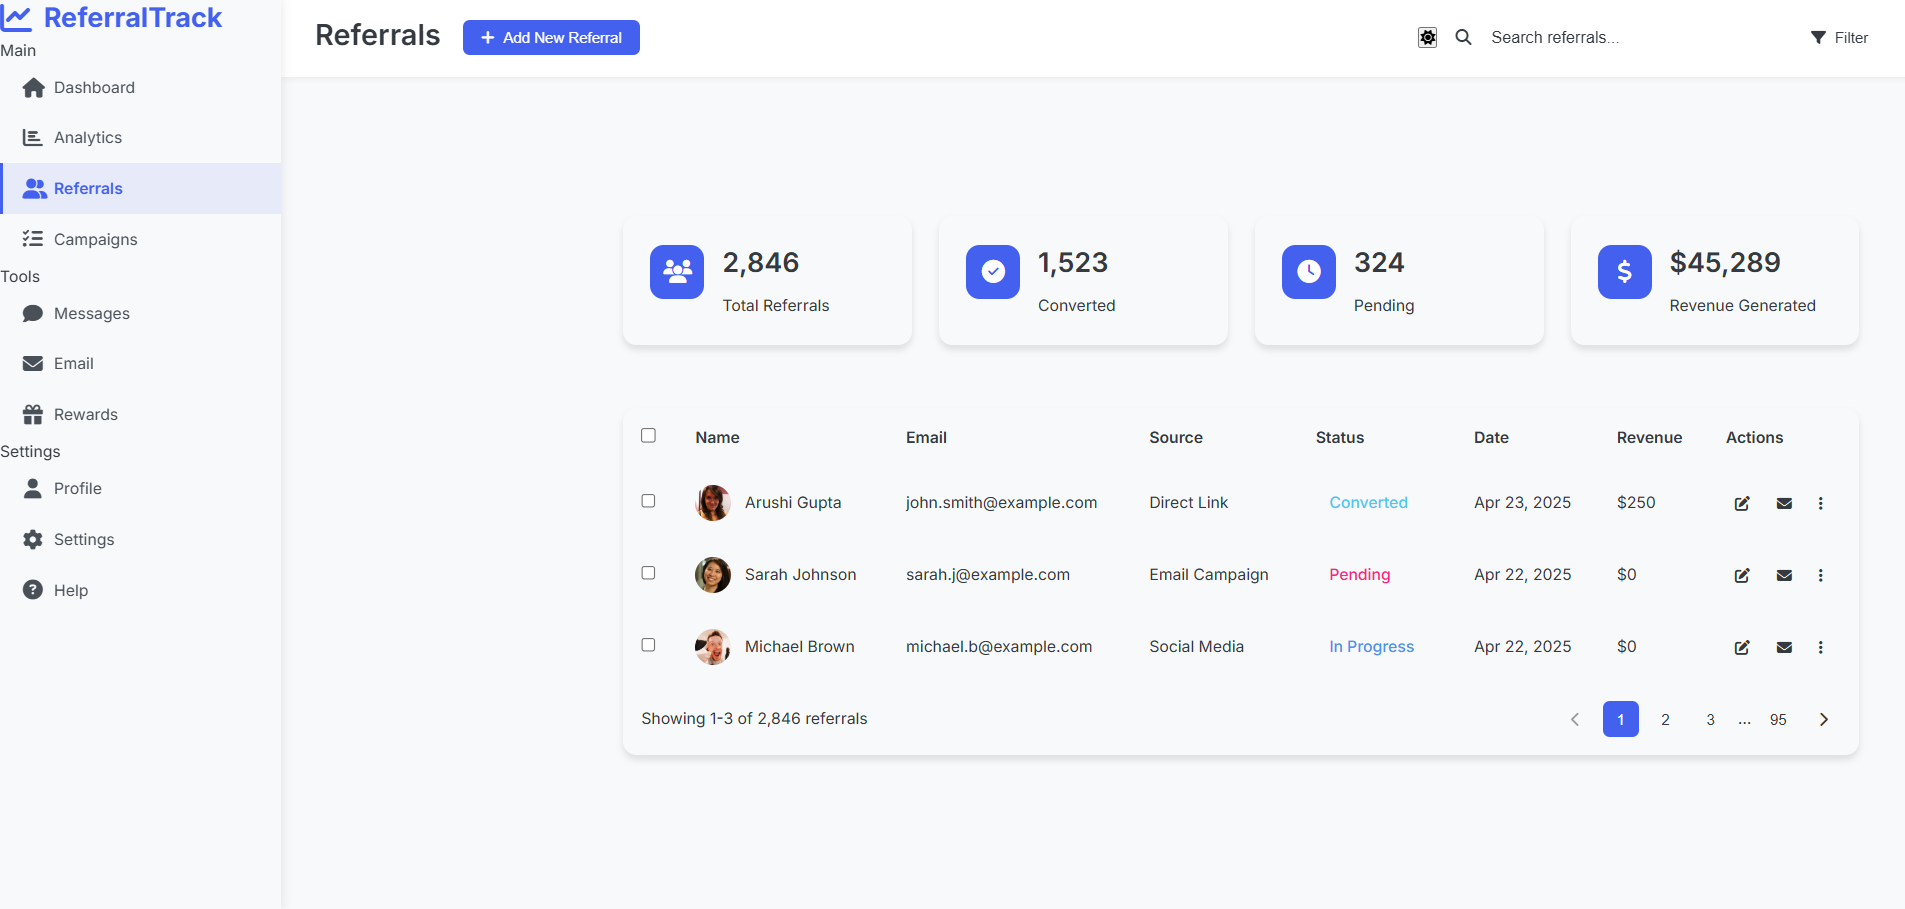 ReferralTrack
Main
Dashboard
Analytics
Referrals
Campaigns
Tools
Messages
Email
Rewards
Settings
Profile
Settings
Help
Referrals
Add New Referral
Search referrals...
Filter
2,846
Total Referrals
1,523
Converted
324
Pending
$45,289
Revenue Generated
Name Email Source Status Date Revenue Actions
Arushi Gupta john.smith@example.com Direct Link Converted Apr 23, 2025 $250
Sarah Johnson sarah.j@example.com Email Campaign Pending Apr 22, 2025 $0
Michael Brown michael.b@example.com Social Media In Progress Apr 22, 2025 $0
Showing 1-3 of 2,846 referrals
1 2 3 ... 95